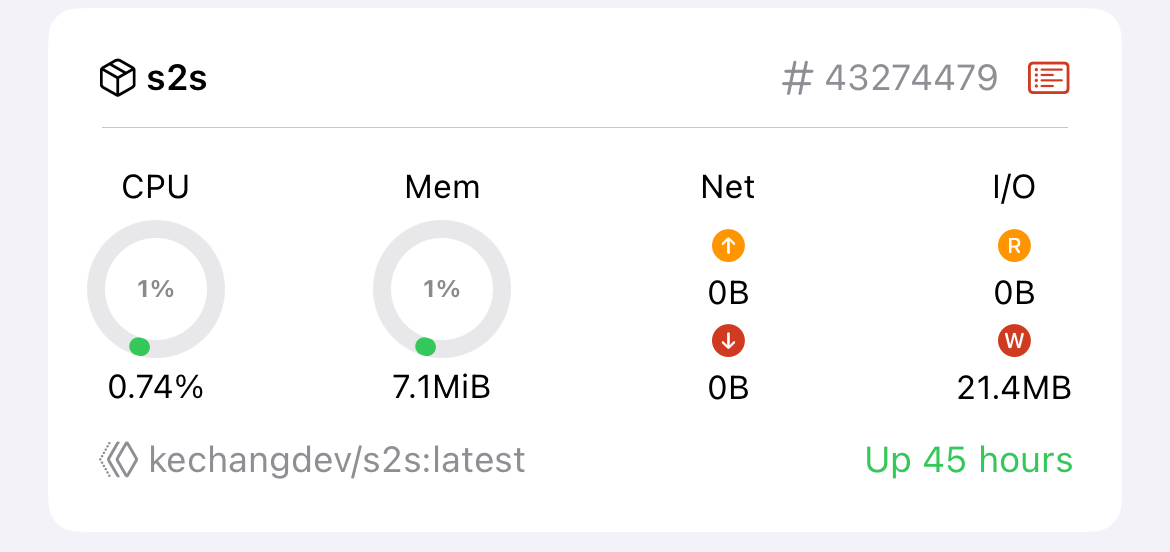 s2s # 43274479
CPU Mem Net I/O
↑ R
1% 1%
0B 0B
↓ W
0.74% 7.1MiB 0B 21.4MB
kechangdev/s2s:latest Up 45 hours